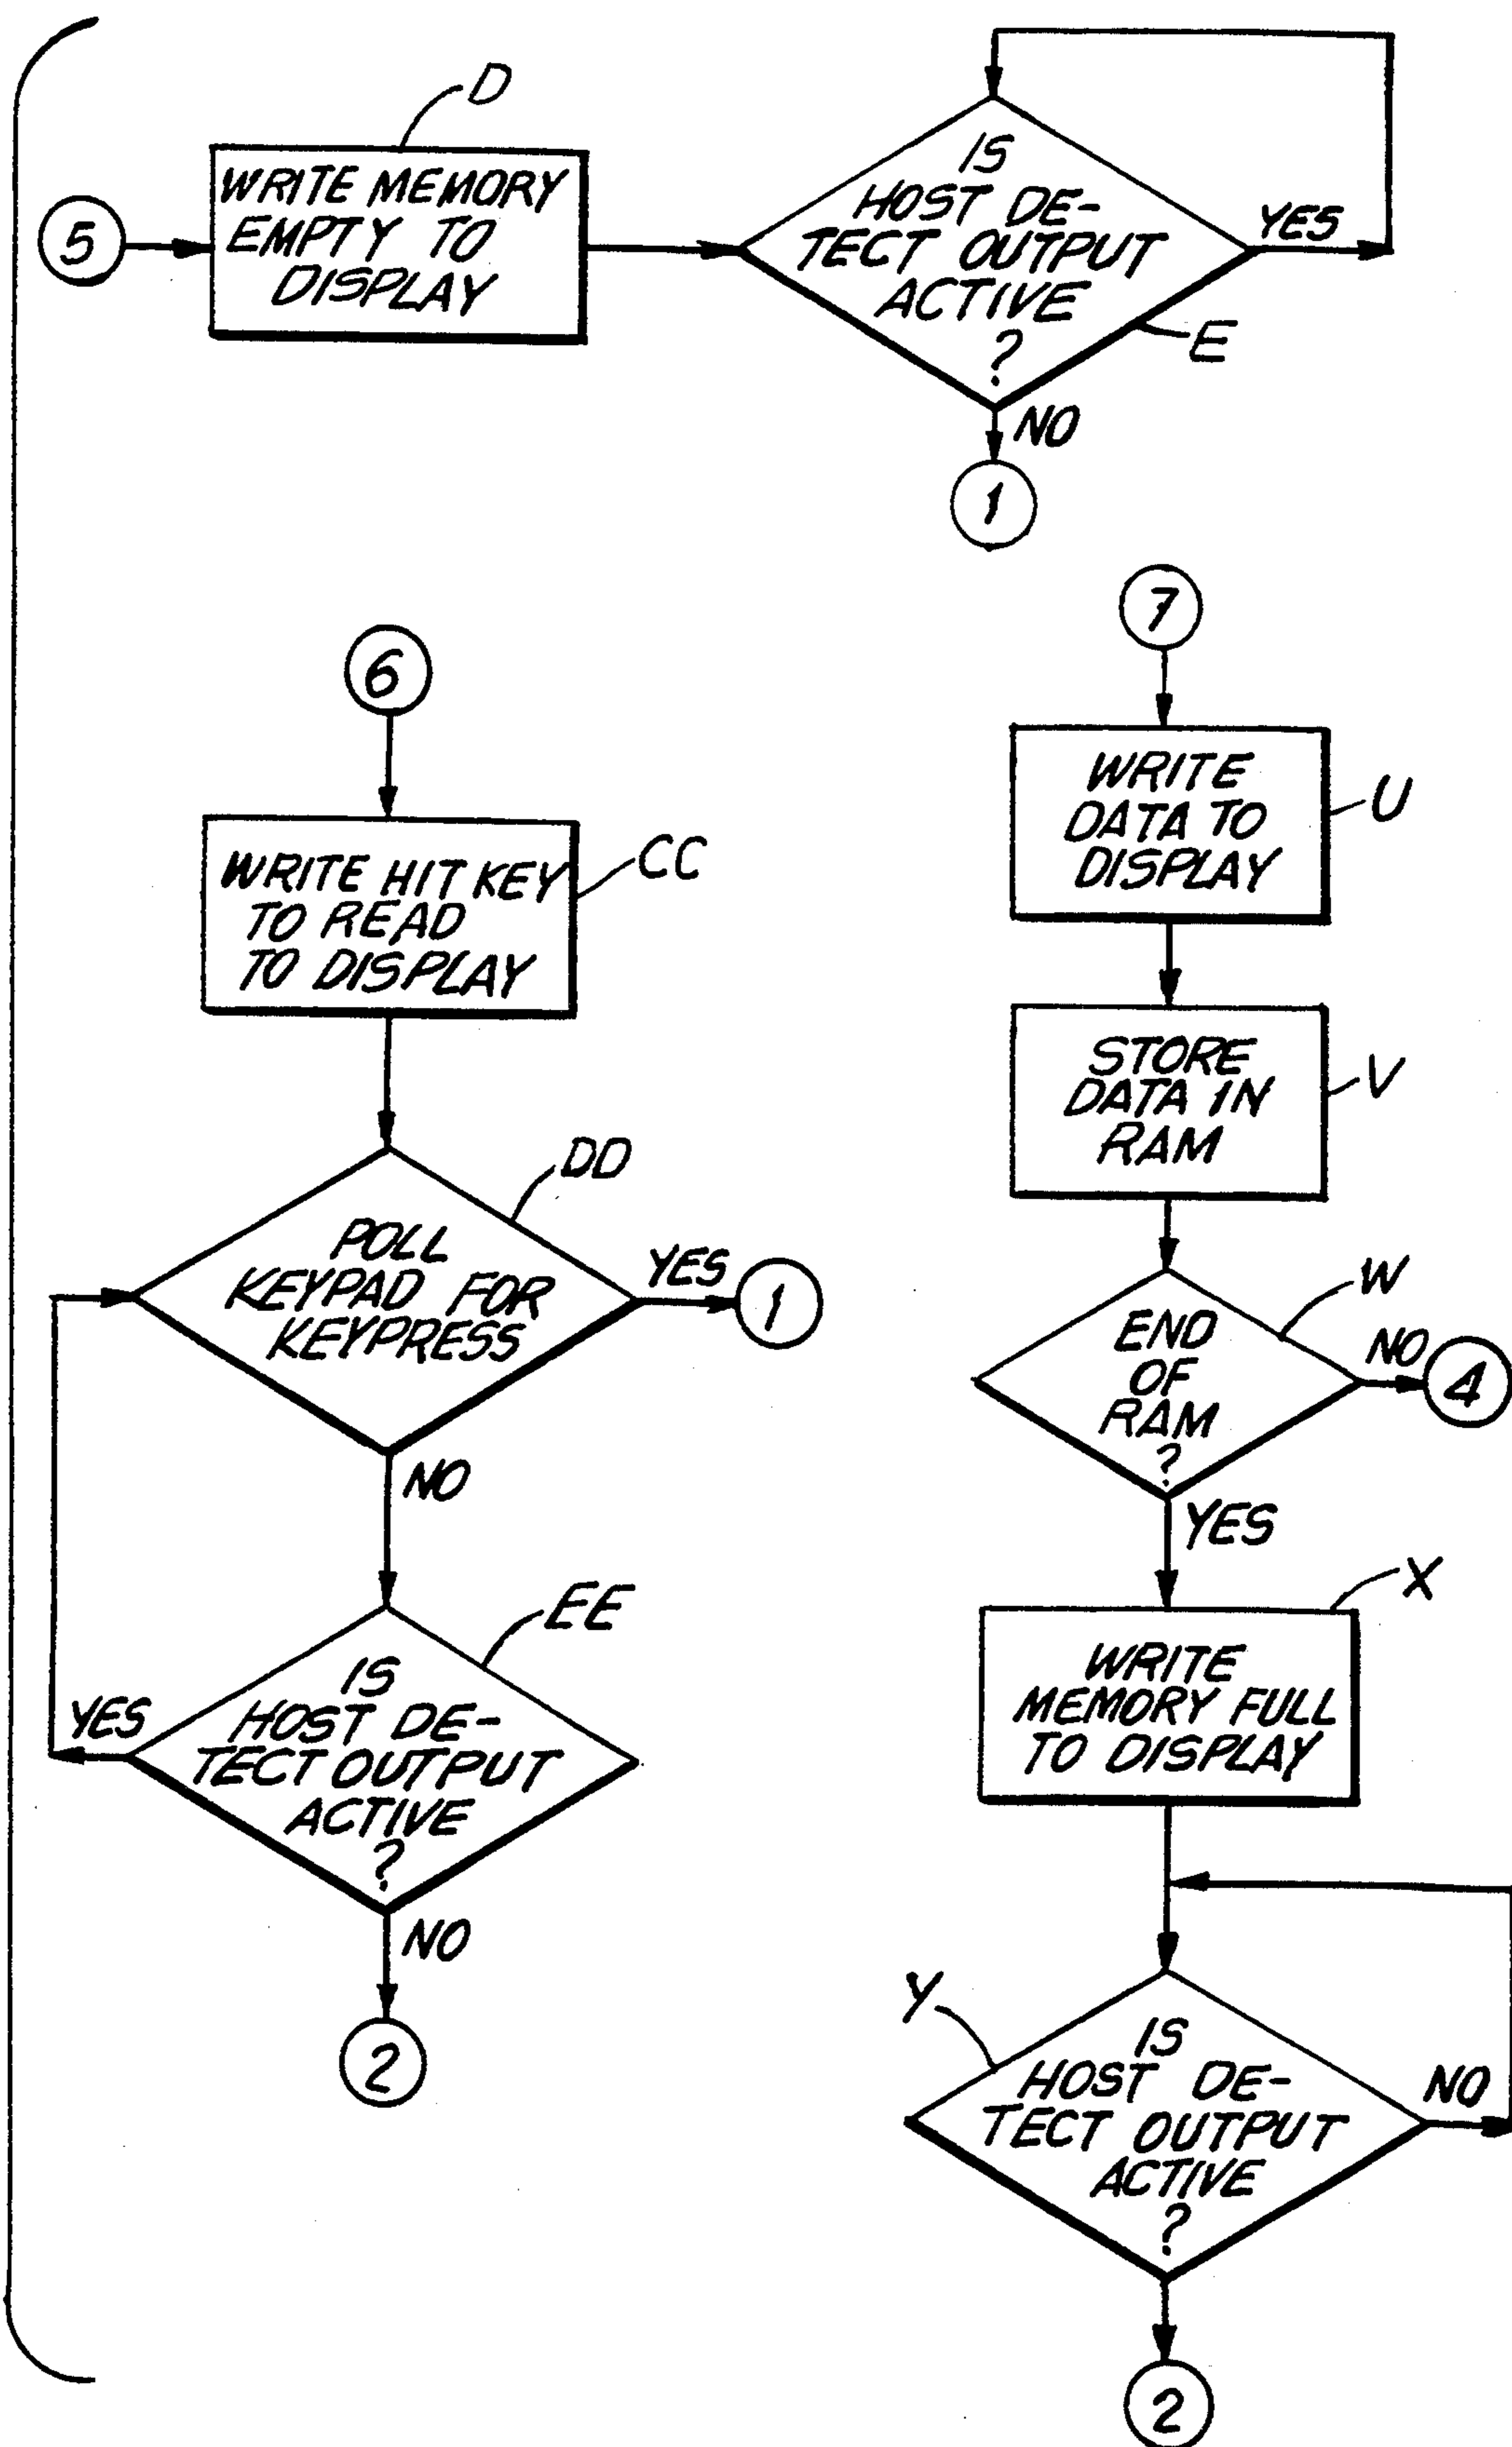 D
5
WRITE MEMORY
EMPTY TO
DISPLAY
IS
HOST DE-
TECT OUTPUT
ACTIVE
?
YES
E
NO
1
6
WRITE HIT KEY
TO READ
TO DISPLAY
CC
POLL
KEYPAD FOR
KEYPRESS
DD
YES
1
NO
IS
HOST DE-
TECT OUTPUT
ACTIVE
?
EE
YES
NO
2
7
WRITE
DATA TO
DISPLAY
U
STORE
DATA IN
RAM
V
END
OF
RAM
?
W
NO
4
YES
WRITE
MEMORY FULL
TO DISPLAY
X
Y
IS
HOST DE-
TECT OUTPUT
ACTIVE
?
NO
2